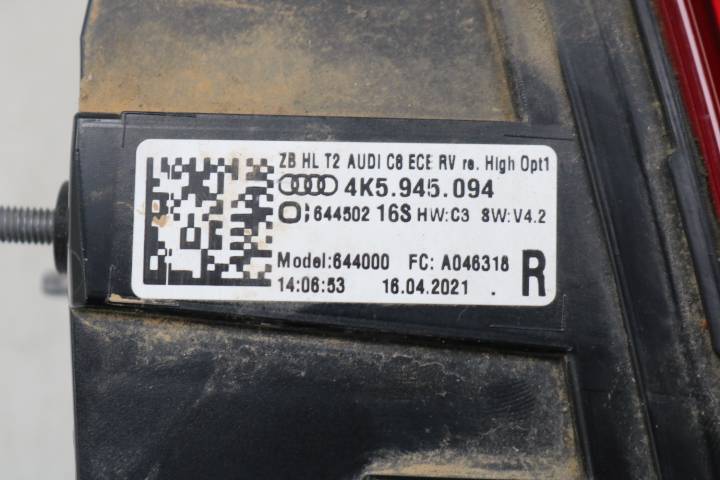 ZB HL T2 AUDI C8 ECE RV re. High Opt1
4K5.945.094
644502 16S HW:C3 SW:V4.2
Model:644000 FC: A046318
14:06:53 16.04.2021 . R